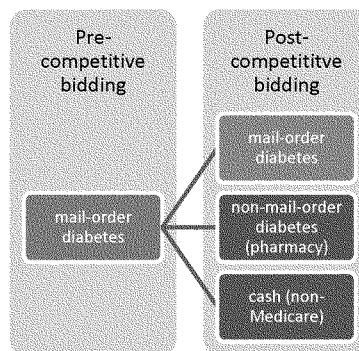 Pre-
competitive
bidding
mail-order
diabetes
Post-
competititve
bidding
mail-order
diabetes
non-mail-order
diabetes
(pharmacy)
cash (non-
Medicare)